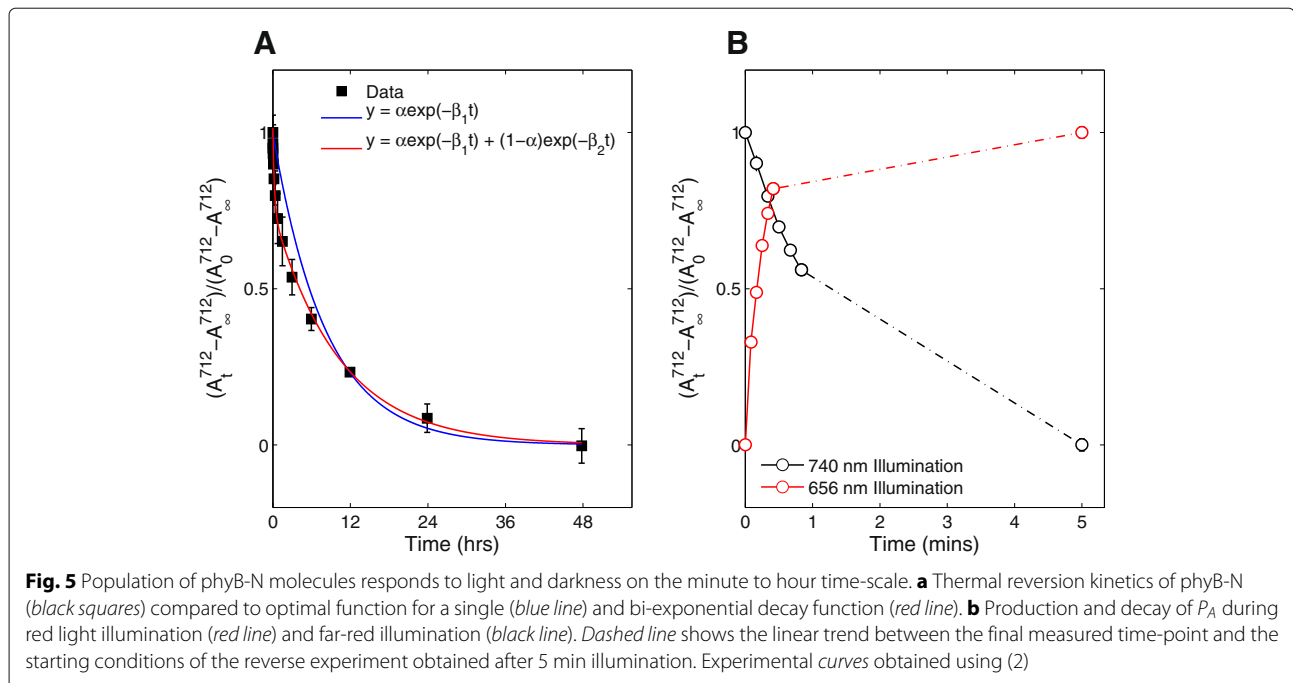 A
B
Data
y = αexp(−β₁t)
y = αexp(−β₁t) + (1−α)exp(−β₂t)
(Aₜ⁷¹²−A∞⁷¹²)/(A₀⁷¹²−A∞⁷¹²)
1
0.5
0
0 12 24 36 48
Time (hrs)
(Aₜ⁷¹²−A∞⁷¹²)/(A₀⁷¹²−A∞⁷¹²)
1
0.5
0
740 nm Illumination
656 nm Illumination
0 1 2 3 4 5
Time (mins)
Fig. 5 Population of phyB-N molecules responds to light and darkness on the minute to hour time-scale. a Thermal reversion kinetics of phyB-N
(black squares) compared to optimal function for a single (blue line) and bi-exponential decay function (red line). b Production and decay of P_A during
red light illumination (red line) and far-red illumination (black line). Dashed line shows the linear trend between the final measured time-point and the
starting conditions of the reverse experiment obtained after 5 min illumination. Experimental curves obtained using (2)